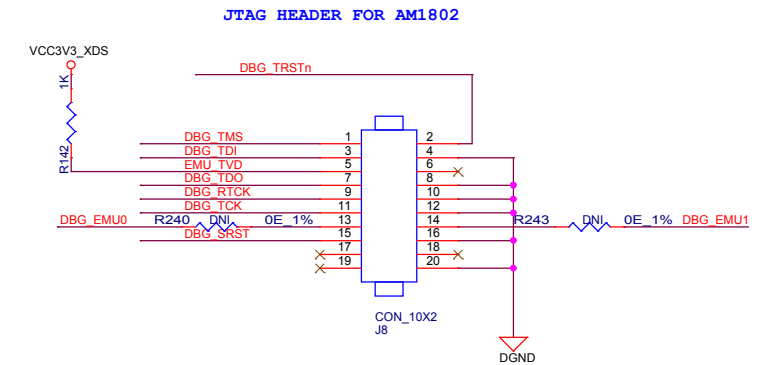 JTAG HEADER FOR AM1802
VCC3V3_XDS
1K
R142
DBG_TRSTn
DBG_TMS 1 2
DBG_TDI 3 4
EMU_TVD 5 6
DBG_TDO 7 8
DBG_RTCK 9 10
DBG_TCK 11 12
DBG_EMU0 R240 DNI 0E_1% 13 14 R243 DNI 0E_1% DBG_EMU1
DBG_SRST 15 16
17 18
19 20
CON_10X2
J8
DGND